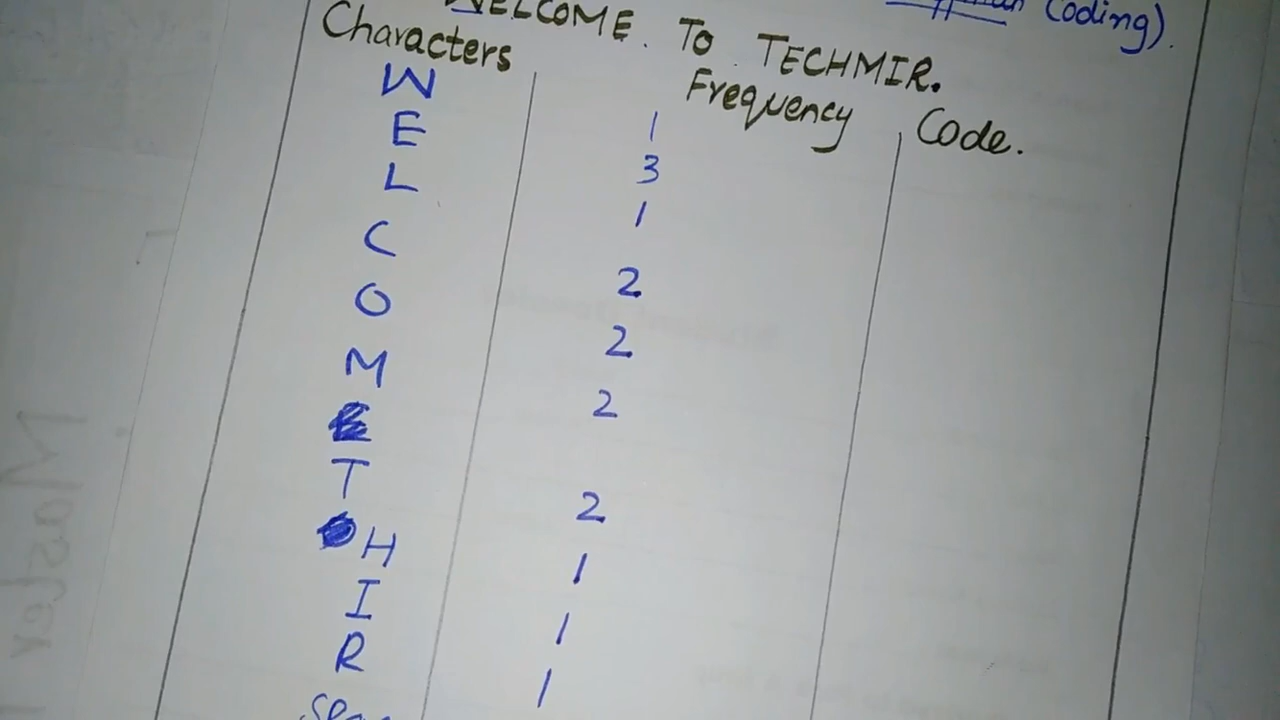 Coding).
WELCOME. To TECHMIR.
Characters Frequency Code.
W 1
E 3
L 1
C 2
O 2
M 2
T 2
H 1
I 1
R 1